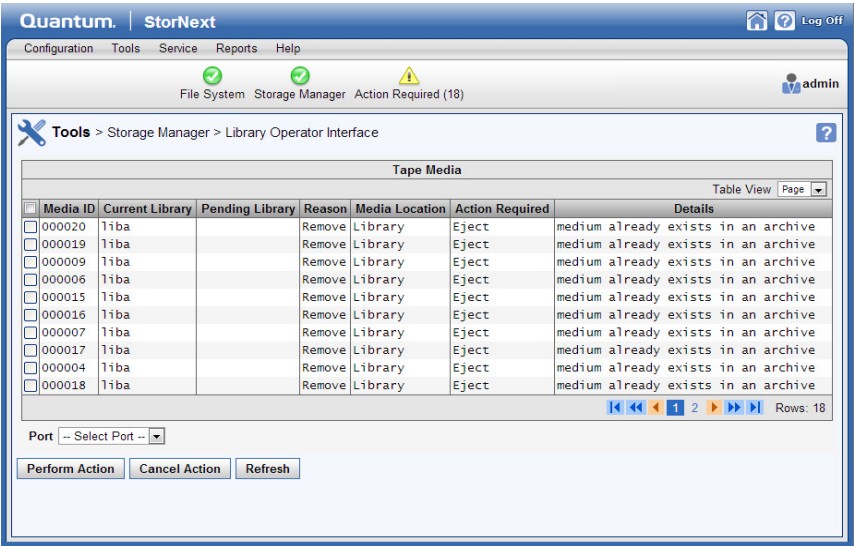 Quantum. | StorNext Log Off
Configuration Tools Service Reports Help
File System Storage Manager Action Required (18)
admin
Tools > Storage Manager > Library Operator Interface
Tape Media
Table View Page
Media ID Current Library Pending Library Reason Media Location Action Required Details
000020 liba Remove Library Eject medium already exists in an archive
000019 liba Remove Library Eject medium already exists in an archive
000009 liba Remove Library Eject medium already exists in an archive
000006 liba Remove Library Eject medium already exists in an archive
000015 liba Remove Library Eject medium already exists in an archive
000016 liba Remove Library Eject medium already exists in an archive
000007 liba Remove Library Eject medium already exists in an archive
000017 liba Remove Library Eject medium already exists in an archive
000004 liba Remove Library Eject medium already exists in an archive
000018 liba Remove Library Eject medium already exists in an archive
1 2 Rows: 18
Port -- Select Port --
Perform Action Cancel Action Refresh